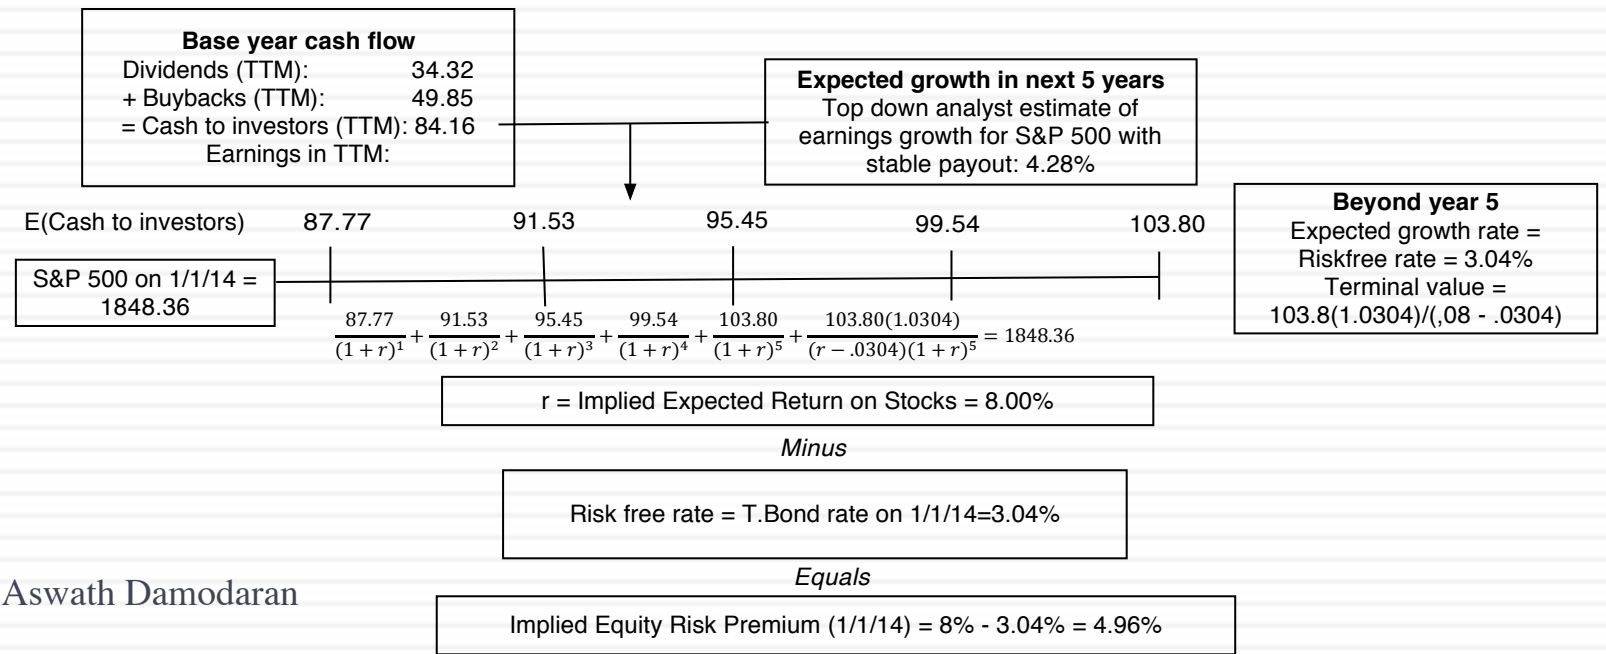 Base year cash flow
Dividends (TTM): 34.32
+ Buybacks (TTM): 49.85
= Cash to investors (TTM): 84.16
Earnings in TTM:
Expected growth in next 5 years
Top down analyst estimate of
earnings growth for S&P 500 with
stable payout: 4.28%
E(Cash to investors) 87.77 91.53 95.45 99.54 103.80
Beyond year 5
Expected growth rate =
Riskfree rate = 3.04%
Terminal value =
103.8(1.0304)/(,08 - .0304)
S&P 500 on 1/1/14 =
1848.36
87.77/(1 + r)^1 + 91.53/(1 + r)^2 + 95.45/(1 + r)^3 + 99.54/(1 + r)^4 + 103.80/(1 + r)^5 + 103.80(1.0304)/((r − .0304)(1 + r)^5) = 1848.36
r = Implied Expected Return on Stocks = 8.00%
Minus
Risk free rate = T.Bond rate on 1/1/14=3.04%
Equals
Aswath Damodaran
Implied Equity Risk Premium (1/1/14) = 8% - 3.04% = 4.96%